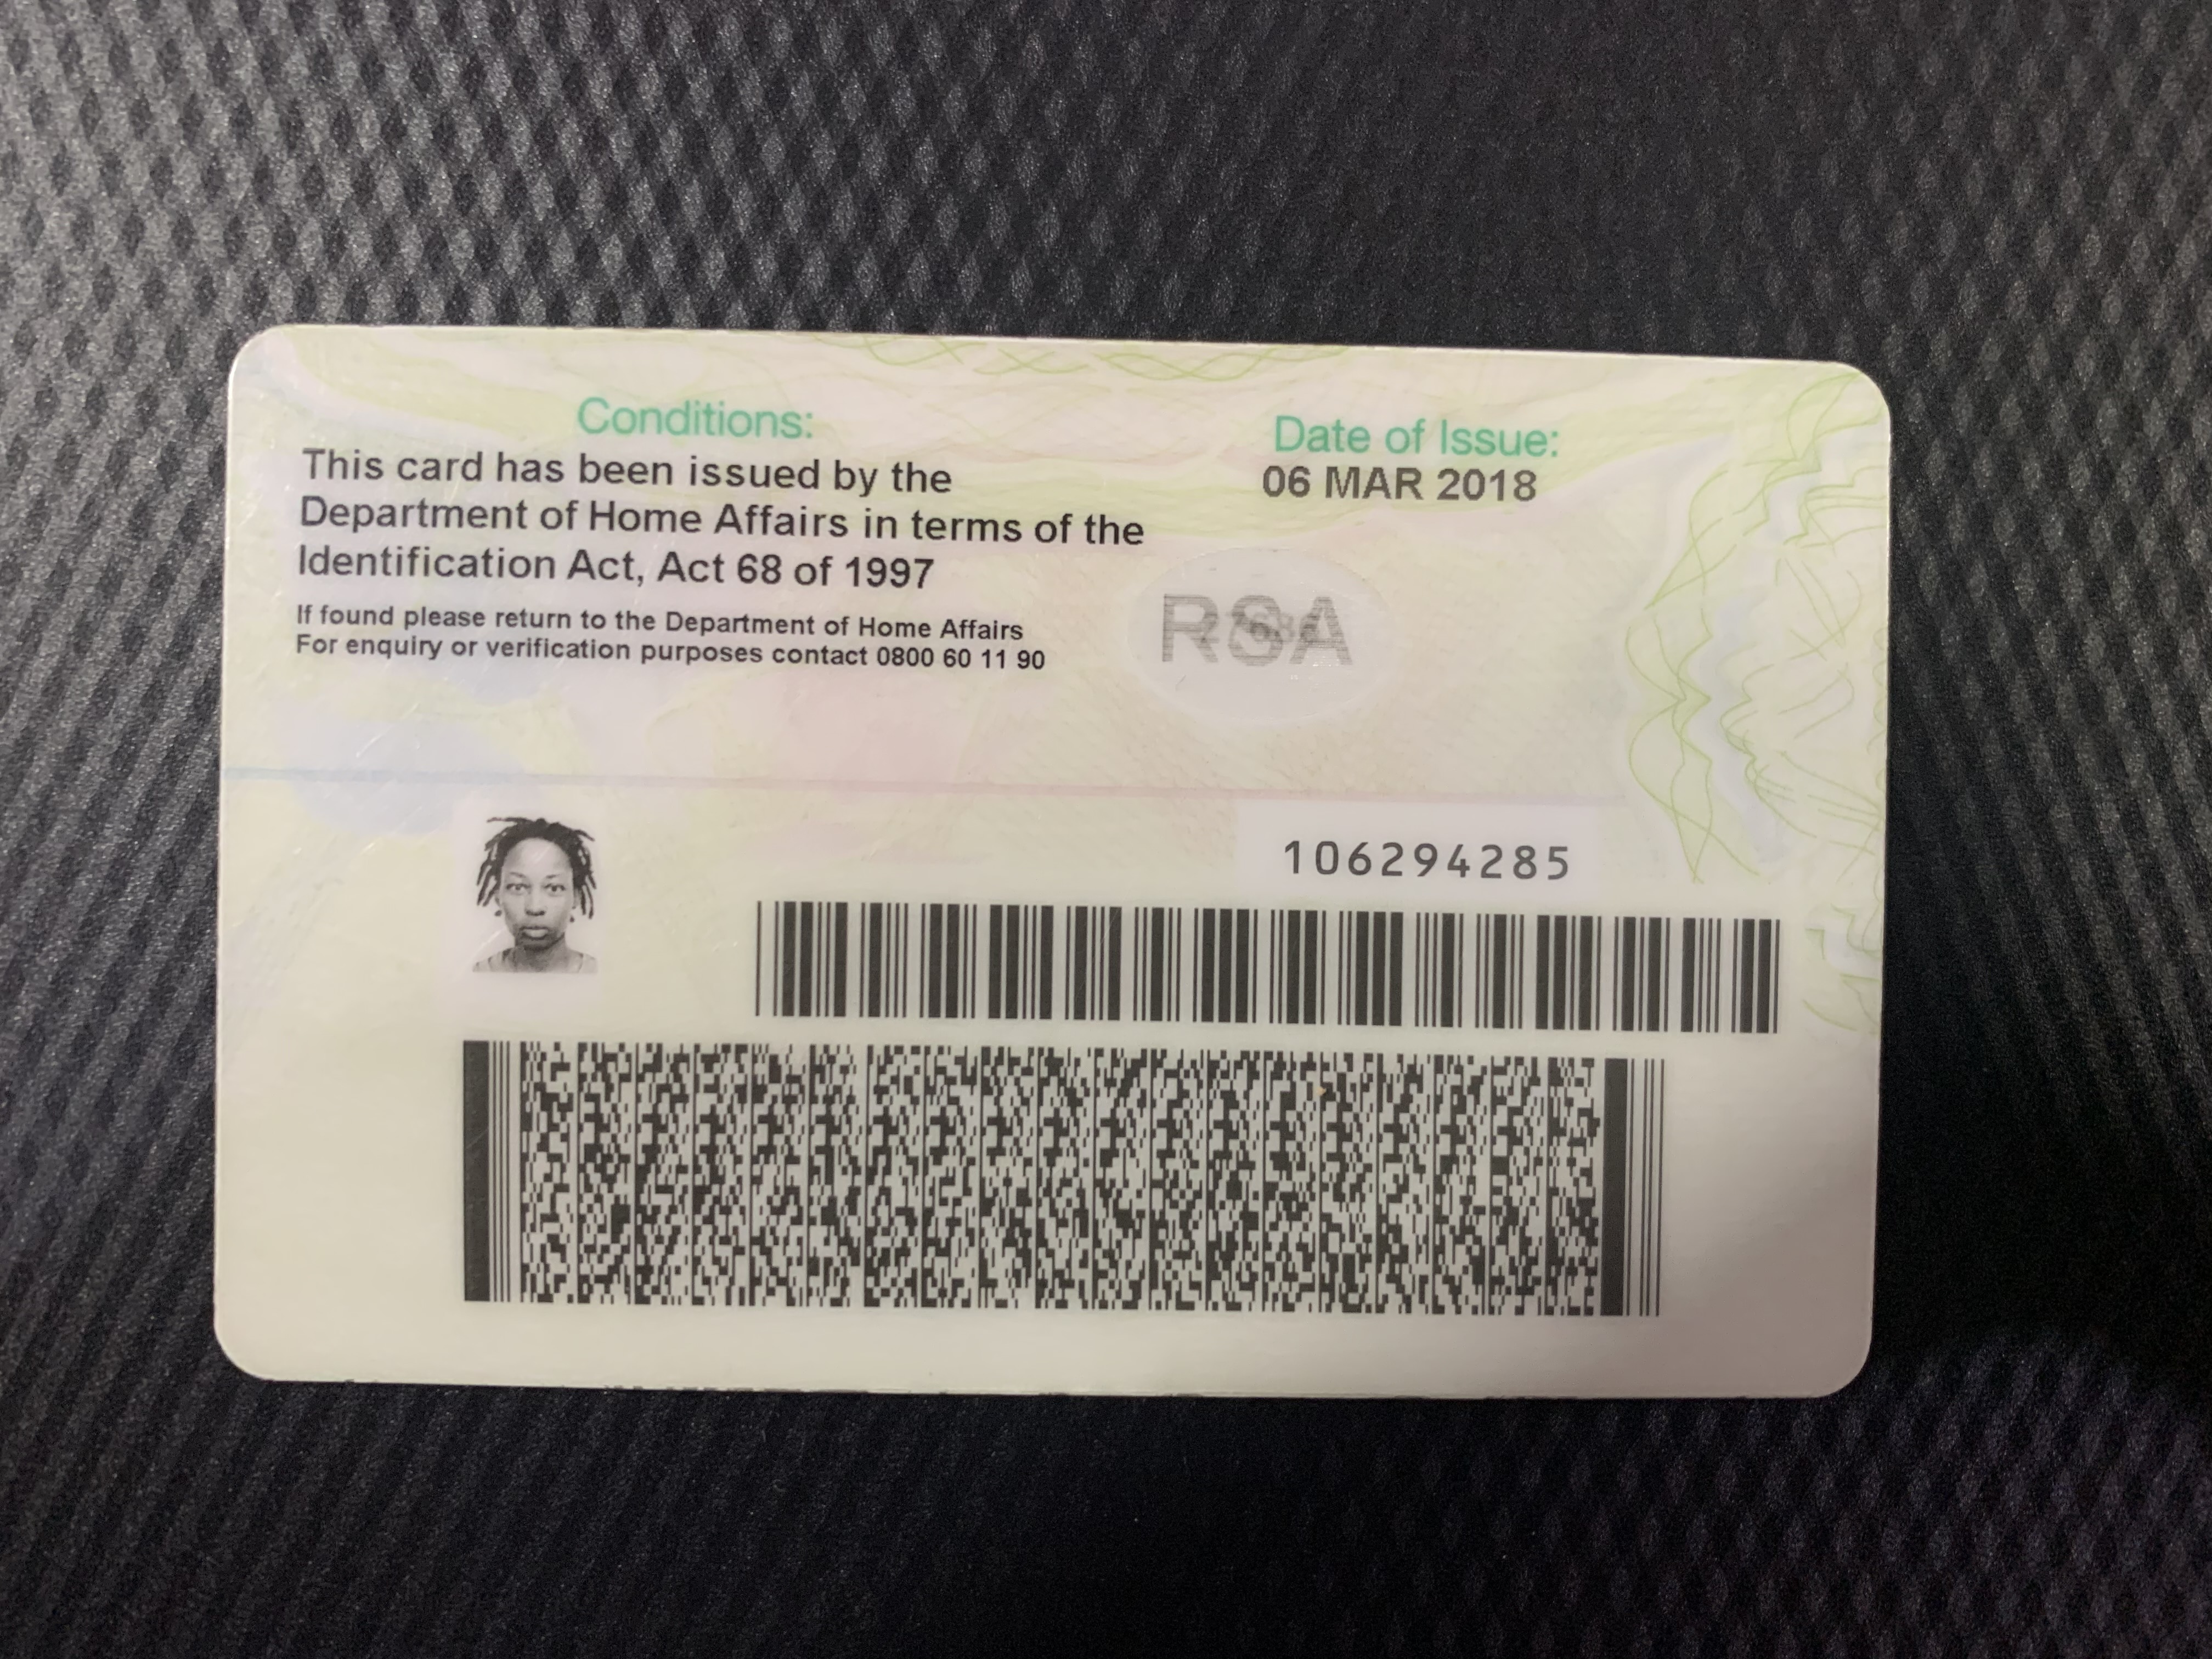 Conditions:
This card has been issued by the
Department of Home Affairs in terms of the
Identification Act, Act 68 of 1997
If found please return to the Department of Home Affairs
For enquiry or verification purposes contact 0800 60 11 90
Date of Issue:
06 MAR 2018
RSA
106294285